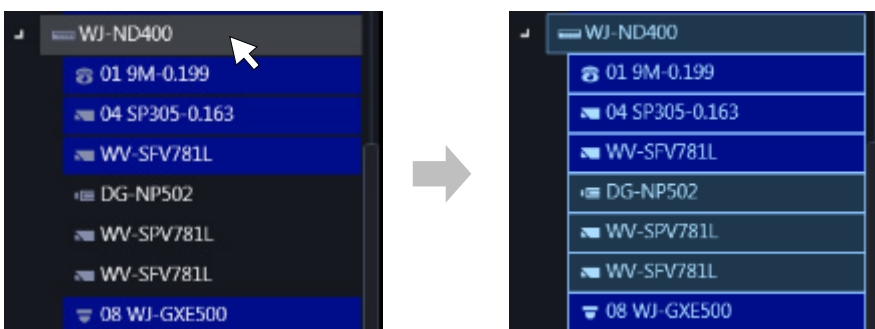 WJ-ND400
01 9M-0.199
04 SP305-0.163
WV-SFV781L
DG-NP502
WV-SPV781L
WV-SFV781L
08 WJ-GXE500
WJ-ND400
01 9M-0.199
04 SP305-0.163
WV-SFV781L
DG-NP502
WV-SPV781L
WV-SFV781L
08 WJ-GXE500